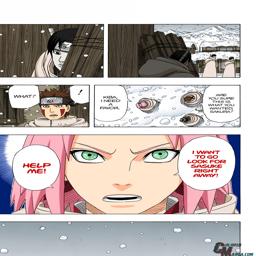 WHAT?
KIBA,
I NEED
A
FAVOR.
ARE
YOU SURE
THIS IS
WHAT YOU
WANTED,
SAKURA?
HELP
ME!
I WANT
TO GO
LOOK FOR
SASUKE
RIGHT
AWAY!